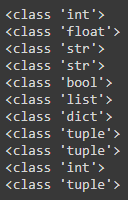 <class 'int'>
<class 'float'>
<class 'str'>
<class 'str'>
<class 'bool'>
<class 'list'>
<class 'dict'>
<class 'tuple'>
<class 'tuple'>
<class 'int'>
<class 'tuple'>